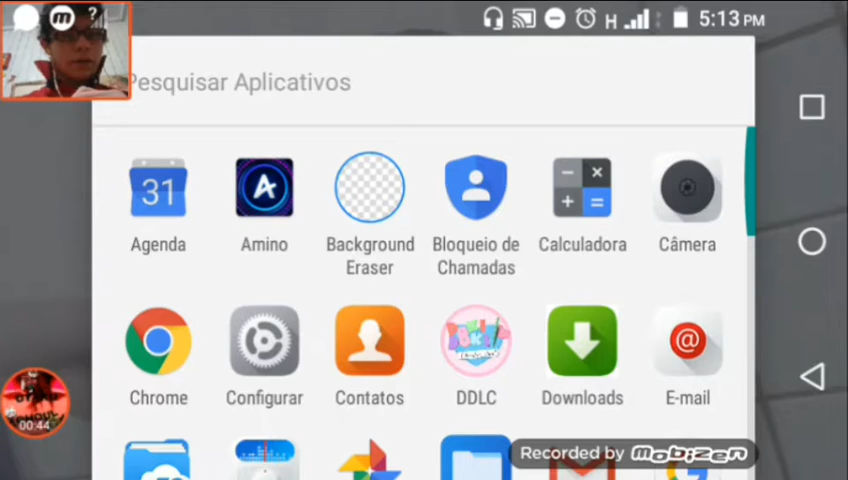 m ?
H 5:13 PM
Pesquisar Aplicativos
31
Agenda
Amino
Background
Eraser
Bloqueio de
Chamadas
Calculadora
Câmera
Chrome
Configurar
Contatos
DDLC
Downloads
@
E-mail
00:44
Recorded by mobizen